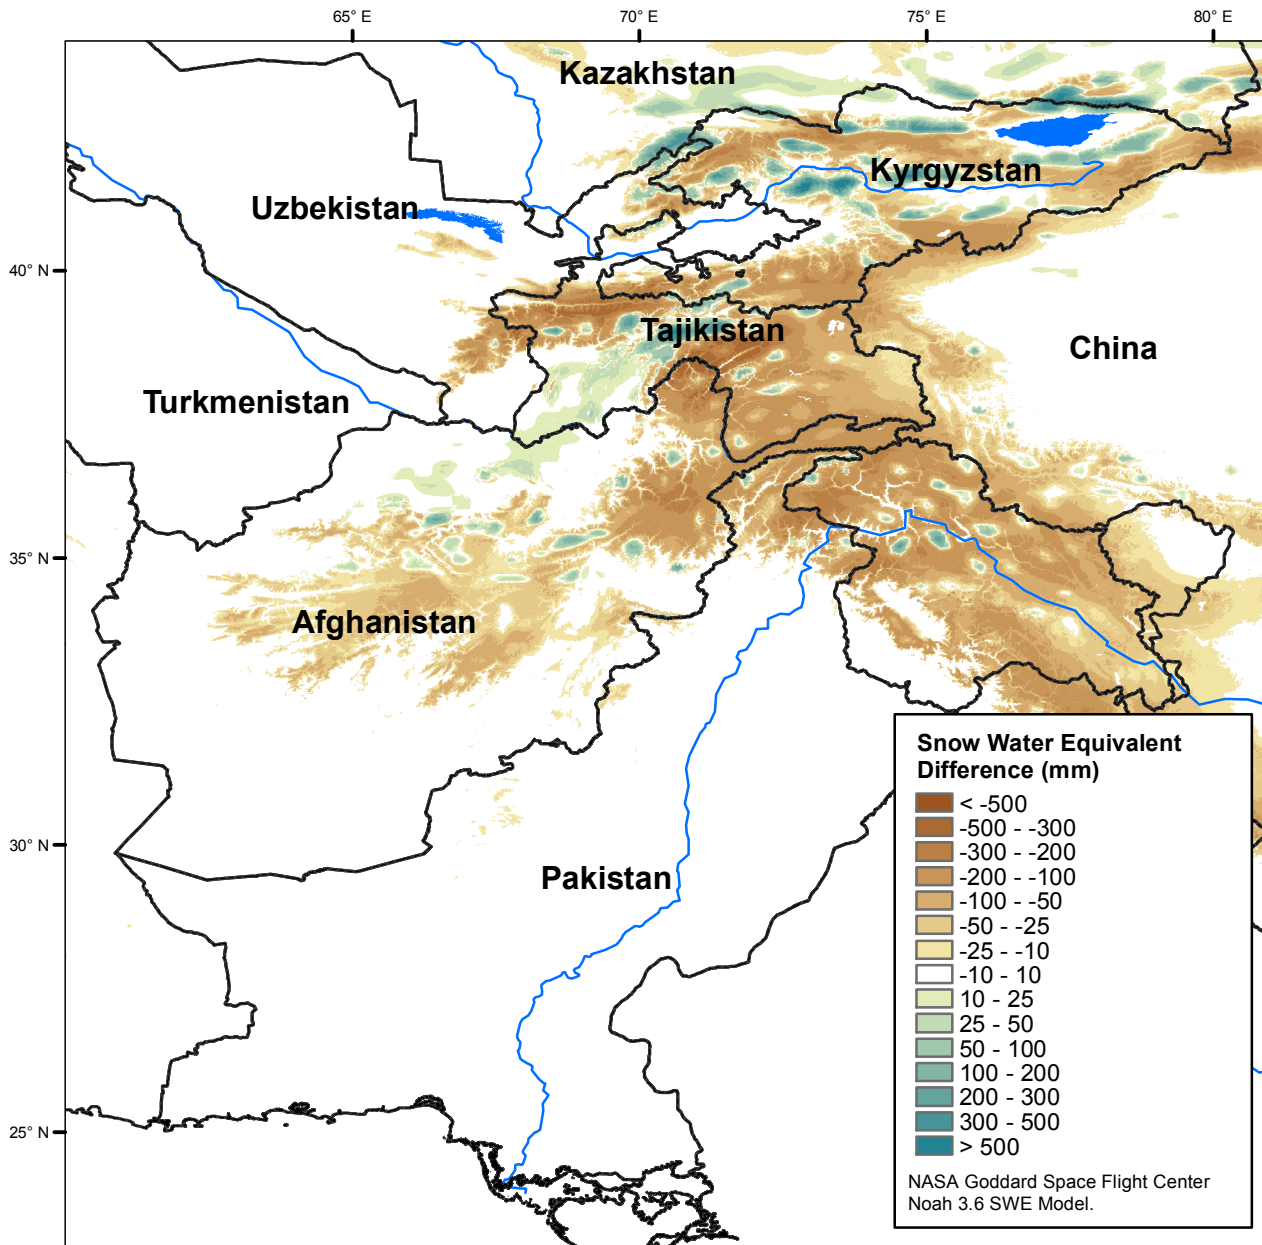 65° E
70° E
75° E
80° E
Kazakhstan
Kyrgyzstan
Uzbekistan
40° N
Tajikistan
China
Turkmenistan
35° N
Afghanistan
30° N
Pakistan
25° N
Snow Water Equivalent
Difference (mm)
< -500
-500 - -300
-300 - -200
-200 - -100
-100 - -50
-50 - -25
-25 - -10
-10 - 10
10 - 25
25 - 50
50 - 100
100 - 200
200 - 300
300 - 500
> 500
NASA Goddard Space Flight Center
Noah 3.6 SWE Model.